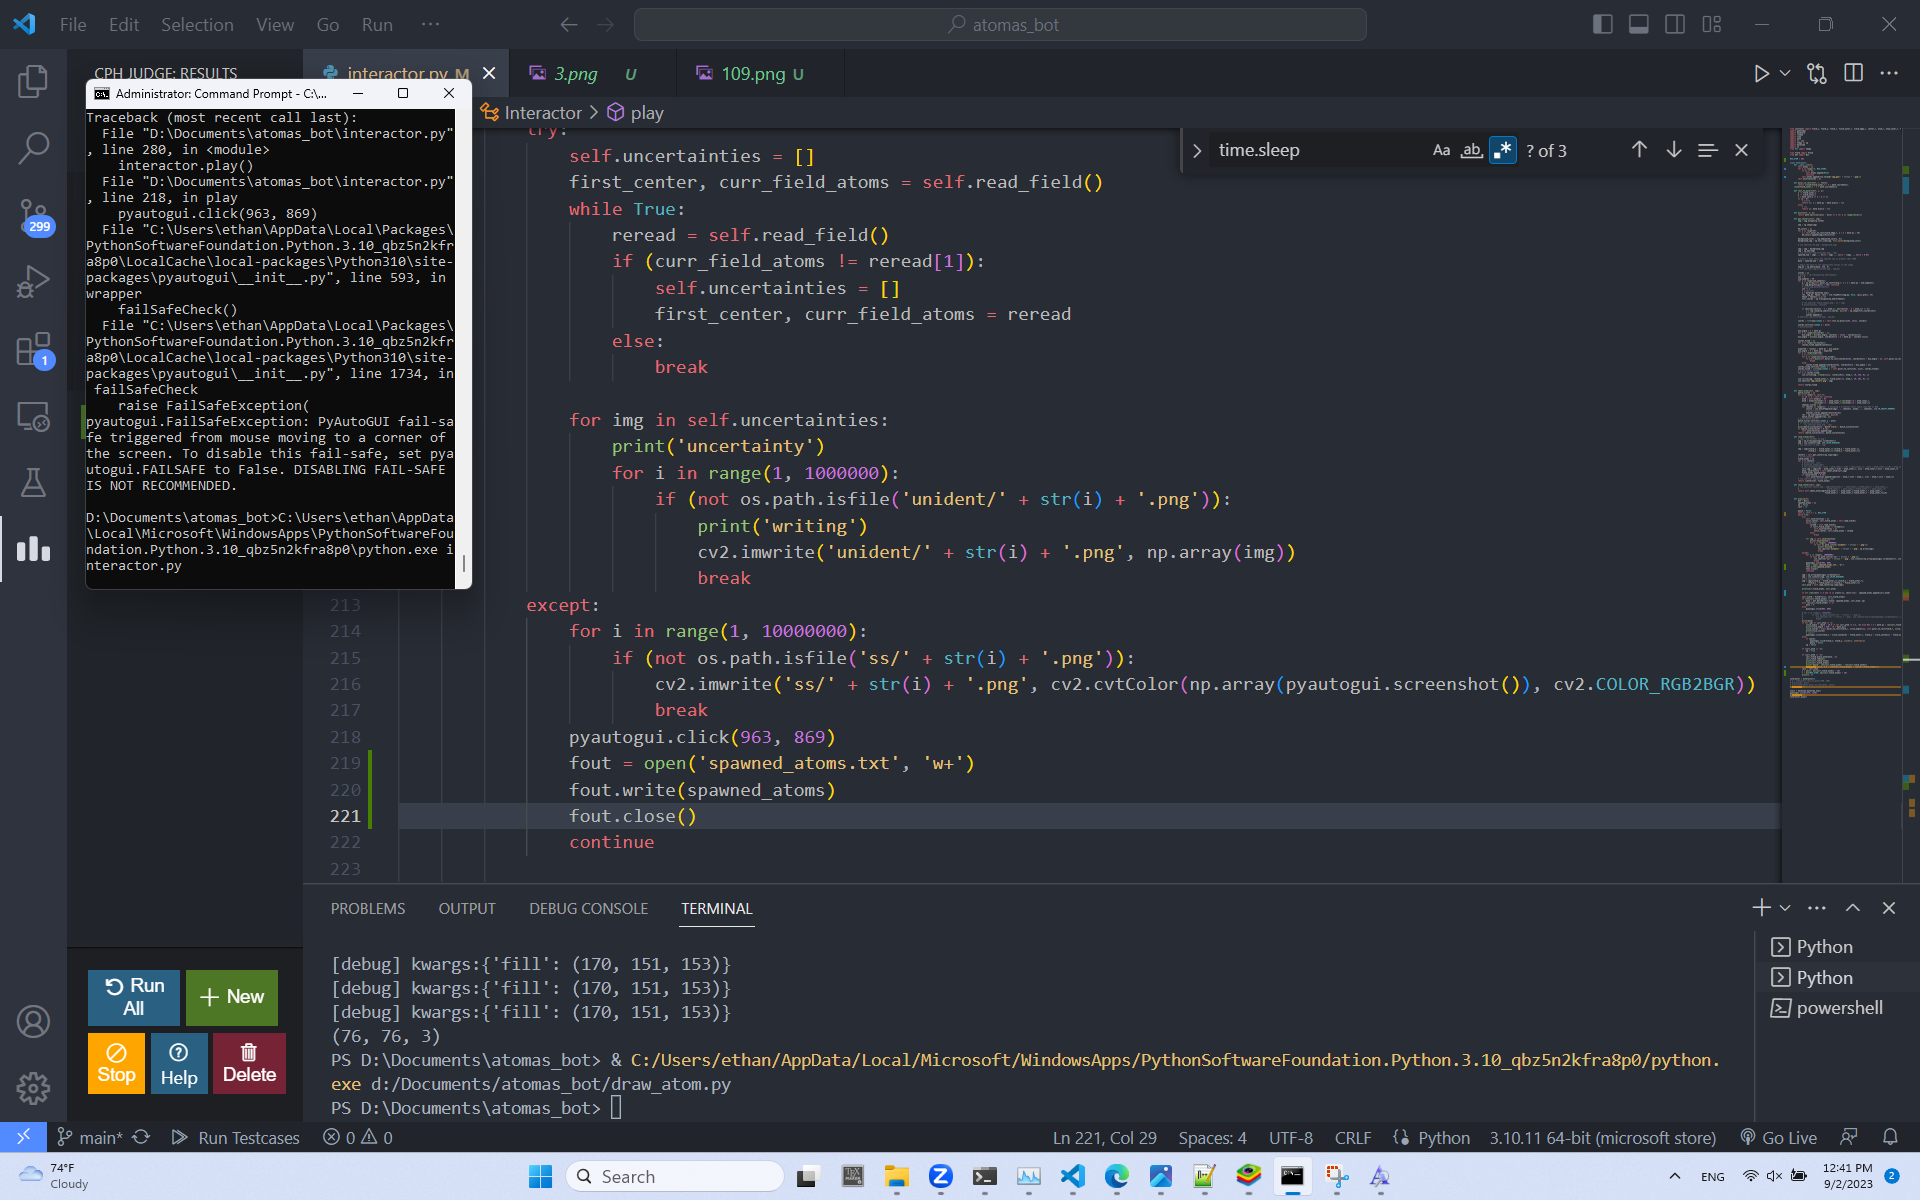 File Edit Selection View Go Run ···
atomas_bot
CPH JUDGE: RESULTS
interactor.py M
3.png U
109.png U
Interactor > play
Administrator: Command Prompt - C:\...
Traceback (most recent call last):
  File "D:\Documents\atomas_bot\interactor.py"
, line 280, in <module>
    interactor.play()
  File "D:\Documents\atomas_bot\interactor.py"
, line 218, in play
    pyautogui.click(963, 869)
  File "C:\Users\ethan\AppData\Local\Packages\
PythonSoftwareFoundation.Python.3.10_qbz5n2kfr
a8p0\LocalCache\local-packages\Python310\site-
packages\pyautogui\__init__.py", line 593, in
wrapper
    failSafeCheck()
  File "C:\Users\ethan\AppData\Local\Packages\
PythonSoftwareFoundation.Python.3.10_qbz5n2kfr
a8p0\LocalCache\local-packages\Python310\site-
packages\pyautogui\__init__.py", line 1734, in
 failSafeCheck
    raise FailSafeException(
pyautogui.FailSafeException: PyAutoGUI fail-sa
fe triggered from mouse moving to a corner of
the screen. To disable this fail-safe, set pya
utogui.FAILSAFE to False. DISABLING FAIL-SAFE
IS NOT RECOMMENDED.
D:\Documents\atomas_bot>C:\Users\ethan\AppData
\Local\Microsoft\WindowsApps\PythonSoftwareFou
ndation.Python.3.10_qbz5n2kfra8p0\python.exe i
nteractor.py
299
1
time.sleep
Aa ab .* ? of 3
try:
self.uncertainties = []
first_center, curr_field_atoms = self.read_field()
while True:
reread = self.read_field()
if (curr_field_atoms != reread[1]):
self.uncertainties = []
first_center, curr_field_atoms = reread
else:
break
for img in self.uncertainties:
print('uncertainty')
for i in range(1, 1000000):
if (not os.path.isfile('unident/' + str(i) + '.png')):
print('writing')
cv2.imwrite('unident/' + str(i) + '.png', np.array(img))
break
213 except:
214 for i in range(1, 10000000):
215 if (not os.path.isfile('ss/' + str(i) + '.png')):
216 cv2.imwrite('ss/' + str(i) + '.png', cv2.cvtColor(np.array(pyautogui.screenshot()), cv2.COLOR_RGB2BGR))
217 break
218 pyautogui.click(963, 869)
219 fout = open('spawned_atoms.txt', 'w+')
220 fout.write(spawned_atoms)
221 fout.close()
222 continue
223
PROBLEMS OUTPUT DEBUG CONSOLE TERMINAL
[debug] kwargs:{'fill': (170, 151, 153)}
[debug] kwargs:{'fill': (170, 151, 153)}
[debug] kwargs:{'fill': (170, 151, 153)}
(76, 76, 3)
PS D:\Documents\atomas_bot> & C:/Users/ethan/AppData/Local/Microsoft/WindowsApps/PythonSoftwareFoundation.Python.3.10_qbz5n2kfra8p0/python.
exe d:/Documents/atomas_bot/draw_atom.py
PS D:\Documents\atomas_bot>
Python
Python
powershell
Run All
New
Stop
Help
Delete
main* Run Testcases 0 0
Ln 221, Col 29 Spaces: 4 UTF-8 CRLF Python 3.10.11 64-bit (microsoft store) Go Live
74°F
Cloudy
Search
ENG
12:41 PM
9/2/2023
2